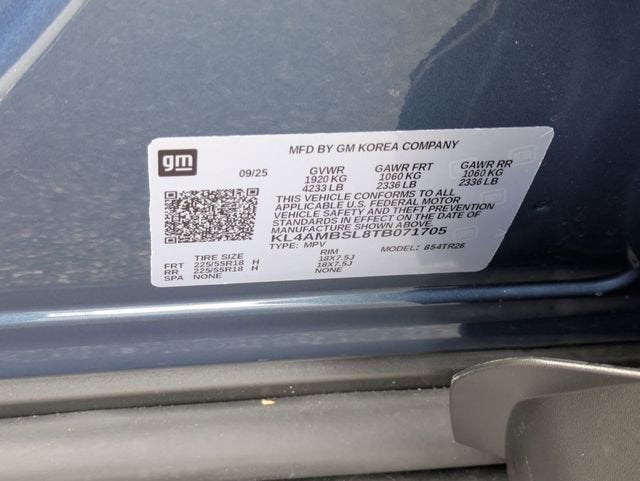 gm
MFD BY GM KOREA COMPANY
09/25 GVWR GAWR FRT GAWR RR
1920 KG 1060 KG 1060 KG
4233 LB 2336 LB 2336 LB
THIS VEHICLE CONFORMS TO ALL
APPLICABLE U.S. FEDERAL MOTOR
VEHICLE SAFETY AND THEFT PREVENTION
STANDARDS IN EFFECT ON THE DATE OF
MANUFACTURE SHOWN ABOVE.
KL4AMBSL8TB071705
TYPE: MPV MODEL: 854TR26
TIRE SIZE RIM
FRT 225/55R18 H 18X7.5J
RR 225/55R18 H 18X7.5J
SPA NONE NONE